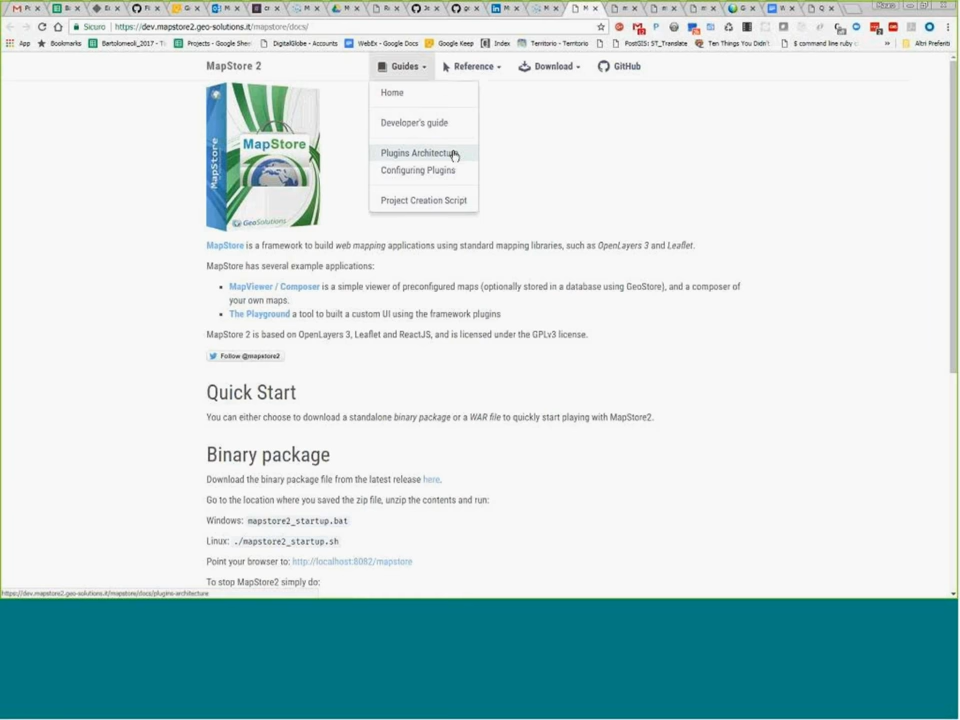 Sicuro | https://dev.mapstore2.geo-solutions.it/mapstore/docs/
App Bookmarks Bartolomeoli_2017 - Ti Projects - Google Shee DigitalGlobe - Accounts WebEx - Google Docs Google Keep Index Territorio - Territorio PostGIS: ST_Translate Ten Things You Didn't 5 command line ruby c » Altri Preferiti
MapStore 2 Guides Reference Download GitHub
Home
Developer's guide
Plugins Architecture
Configuring Plugins
Project Creation Script
MapStore
MapStore
GeoSolutions
MapStore is a framework to build web mapping applications using standard mapping libraries, such as OpenLayers 3 and Leaflet.
MapStore has several example applications:
MapViewer / Composer is a simple viewer of preconfigured maps (optionally stored in a database using GeoStore), and a composer of
your own maps.
The Playground a tool to built a custom UI using the framework plugins
MapStore 2 is based on OpenLayers 3, Leaflet and ReactJS, and is licensed under the GPLv3 license.
Follow @mapstore2
Quick Start
You can either choose to download a standalone binary package or a WAR file to quickly start playing with MapStore2.
Binary package
Download the binary package file from the latest release here.
Go to the location where you saved the zip file, unzip the contents and run:
Windows: mapstore2_startup.bat
Linux: ./mapstore2_startup.sh
Point your browser to: http://localhost:8082/mapstore
To stop MapStore2 simply do:
https://dev.mapstore2.geo-solutions.it/mapstore/docs/plugins-architecture